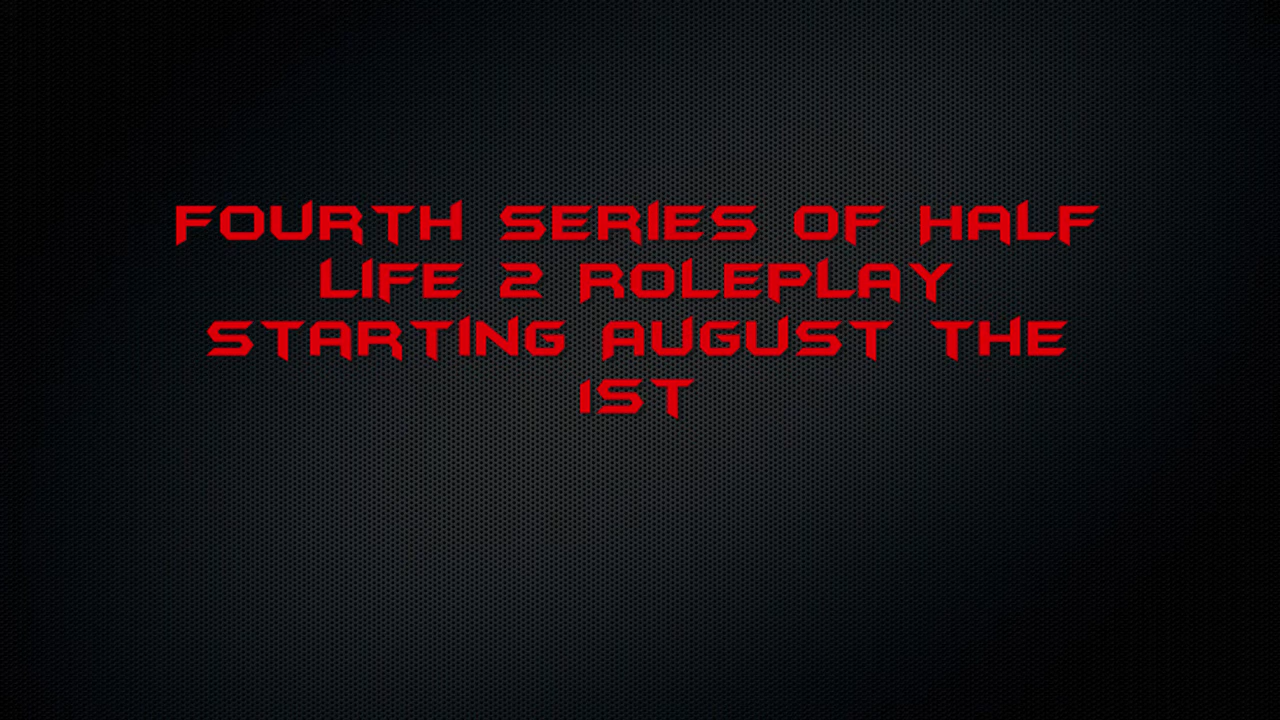 FOURTH SERIES OF HALF
LIFE 2 ROLEPLAY
STARTING AUGUST THE
1ST